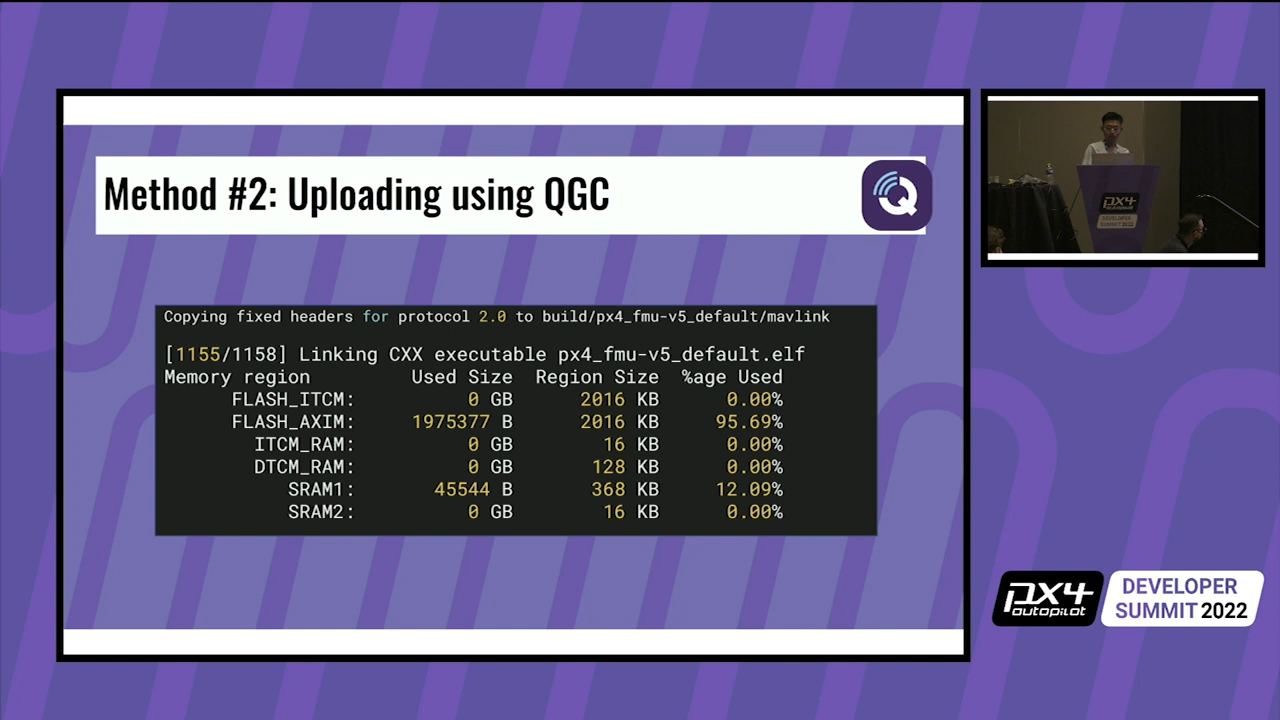 Method #2: Uploading using QGC
Copying fixed headers for protocol 2.0 to build/px4_fmu-v5_default/mavlink
[1155/1158] Linking CXX executable px4_fmu-v5_default.elf
Memory region Used Size Region Size %age Used
FLASH_ITCM: 0 GB 2016 KB 0.00%
FLASH_AXIM: 1975377 B 2016 KB 95.69%
ITCM_RAM: 0 GB 16 KB 0.00%
DTCM_RAM: 0 GB 128 KB 0.00%
SRAM1: 45544 B 368 KB 12.09%
SRAM2: 0 GB 16 KB 0.00%
PX4
DEVELOPER
SUMMIT 2022
PX4
autopilot
DEVELOPER
SUMMIT 2022